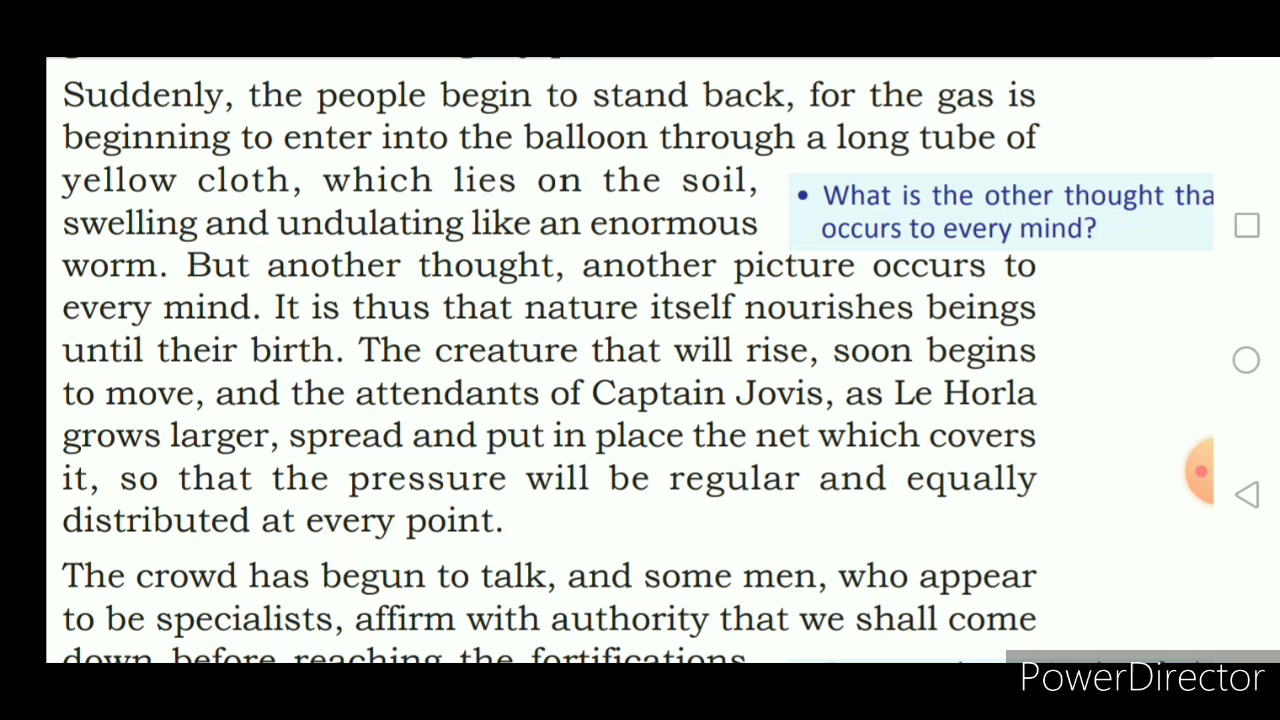 Suddenly, the people begin to stand back, for the gas is
beginning to enter into the balloon through a long tube of
yellow cloth, which lies on the soil,
swelling and undulating like an enormous
• What is the other thought tha
occurs to every mind?
worm. But another thought, another picture occurs to
every mind. It is thus that nature itself nourishes beings
until their birth. The creature that will rise, soon begins
to move, and the attendants of Captain Jovis, as Le Horla
grows larger, spread and put in place the net which covers
it, so that the pressure will be regular and equally
distributed at every point.
The crowd has begun to talk, and some men, who appear
to be specialists, affirm with authority that we shall come
down before reaching the fortifications.
PowerDirector